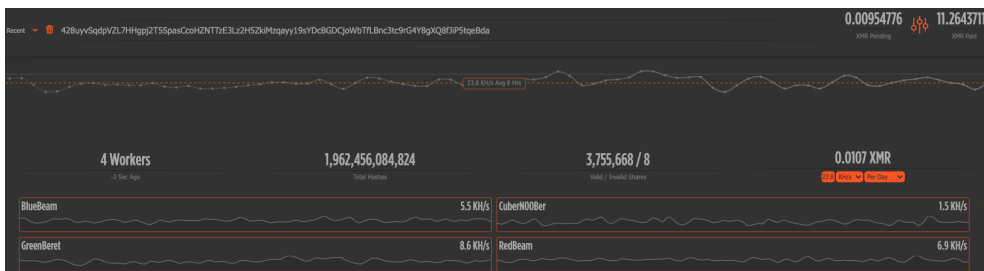 0.00954776 11.2643711
Recent 428uyvSqdpVZL7HHgpj2T5SpasCcoHZNTTzE3Lz2H5ZkiMzqayy19sYDcBGDCjoWbTfLBnc3tc9rG4Y8gXQ8fJiP5tqeBda
XMR Pending XMR Paid
23.8 KH/s Avg 8 Hrs
4 Workers 1,962,456,084,824 3,755,668 / 8 0.0107 XMR
-2 Sec Ago Total Hashes Valid / Invalid Shares 23.8 KH/s Per Day
BlueBeam 5.5 KH/s CuberN00Ber 1.5 KH/s
GreenBeret 8.6 KH/s RedBeam 6.9 KH/s